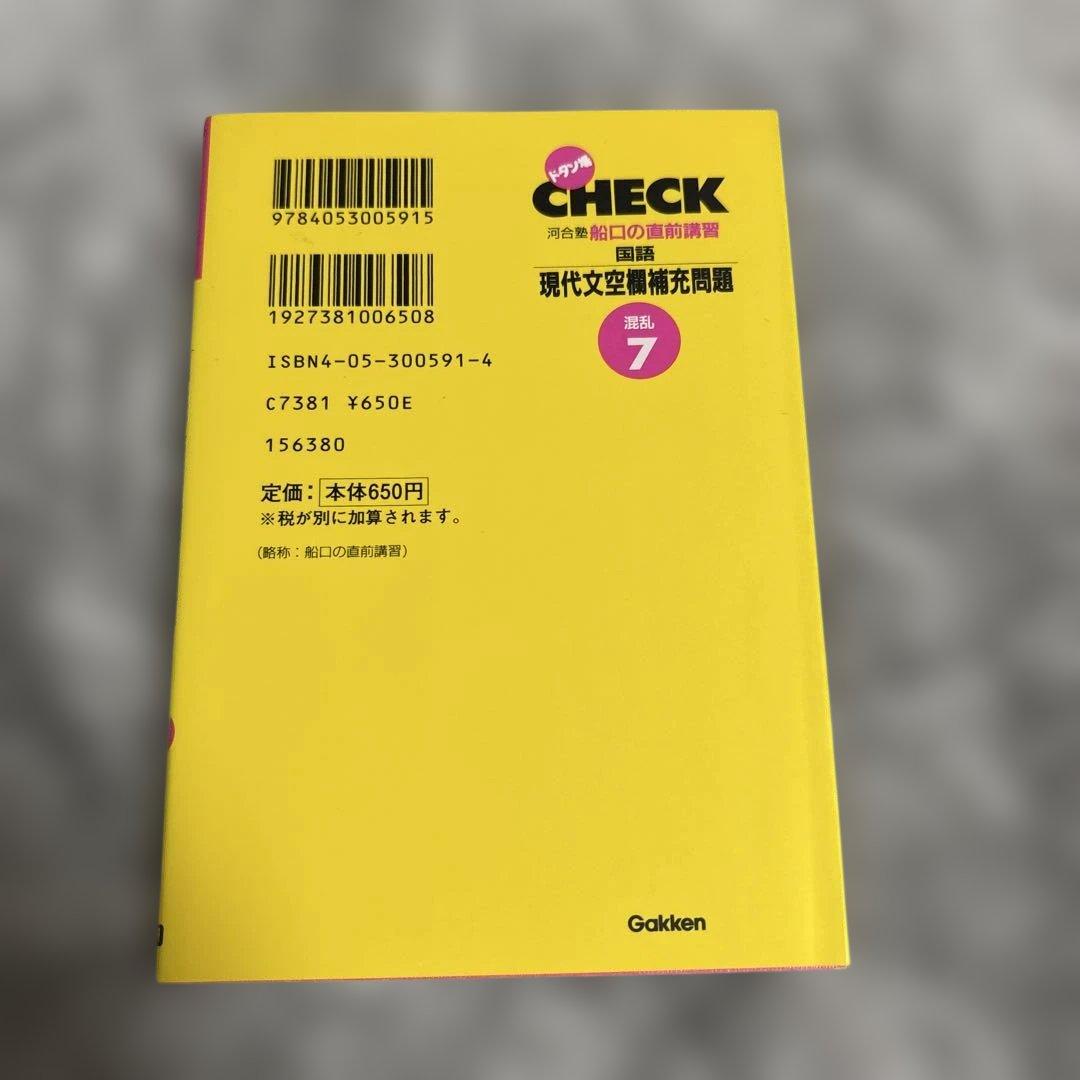 9784053005915
1927381006508
ISBN4-05-300591-4
C7381 ¥650E
156380
定価：本体650円
※税が別に加算されます。
（略称：船口の直前講習）
ドタン場
CHECK
河合塾 船口の直前講習
国語
現代文空欄補充問題
混乱
7
Gakken